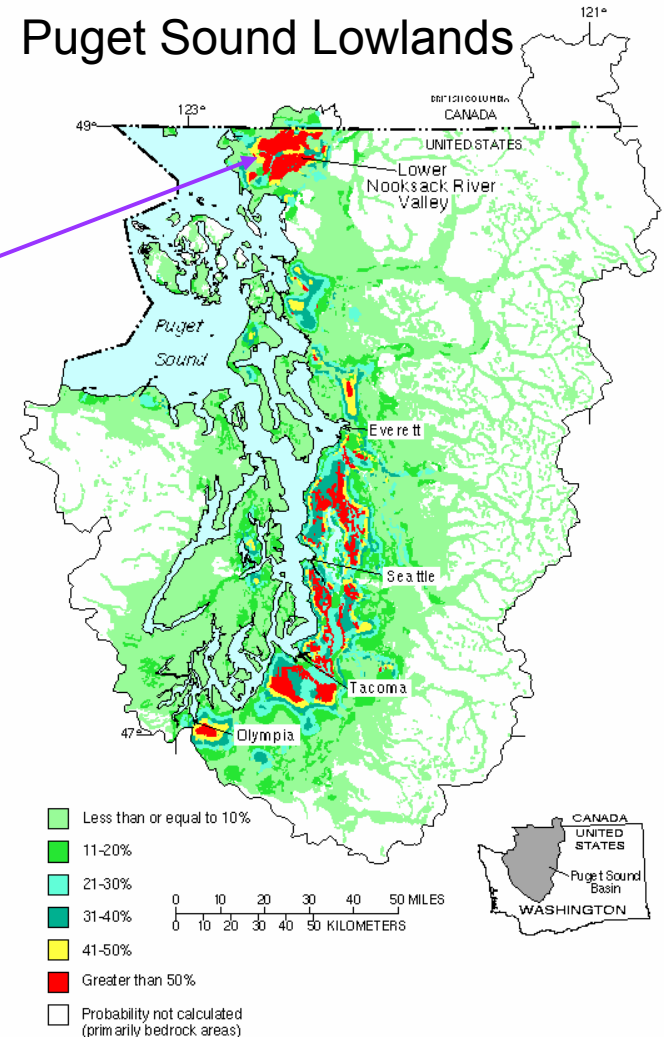 Puget Sound Lowlands
121°
123°
49°
BRITISH COLUMBIA
CANADA
UNITED STATES
Lower
Nooksack River
Valley
Puget
Sound
Everett
Seattle
Tacoma
47°
Olympia
Less than or equal to 10%
11-20%
21-30%
31-40%
41-50%
Greater than 50%
Probability not calculated
(primarily bedrock areas)
0 10 20 30 40 50 MILES
0 10 20 30 40 50 KILOMETERS
CANADA
UNITED
STATES
Puget Sound
Basin
WASHINGTON